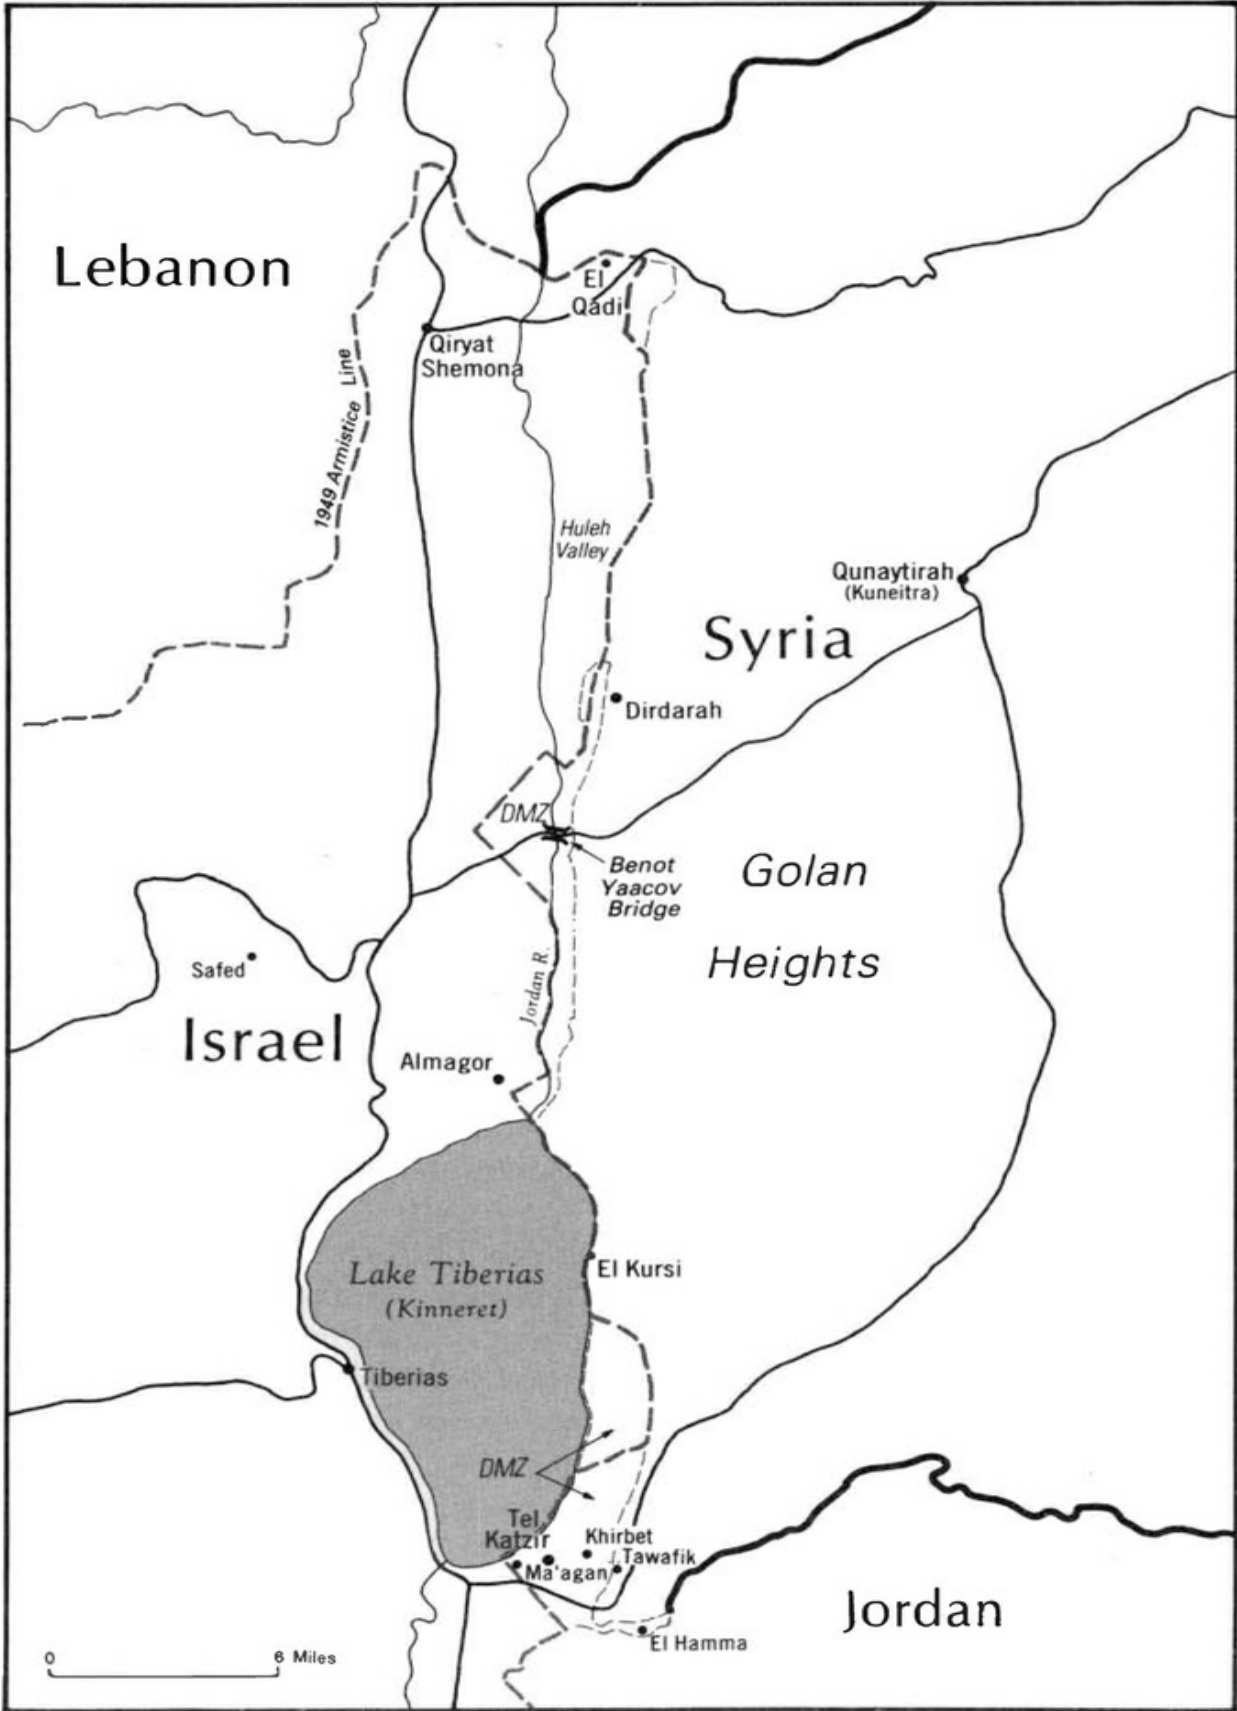 Lebanon
El
Qádi
Qiryat
Shemona
1949 Armistice Line
Huleh
Valley
Qunaytirah
(Kuneitra)
Syria
Dirdarah
DMZ
Benot
Yaacov
Bridge
Golan
Heights
Safed
Jordan R.
Israel
Almagor
Lake Tiberias
(Kinneret)
El Kursi
Tiberias
DMZ
Tel
Katzir
Khirbet
Tawafik
Ma'agan
Jordan
El Hamma
0 6 Miles